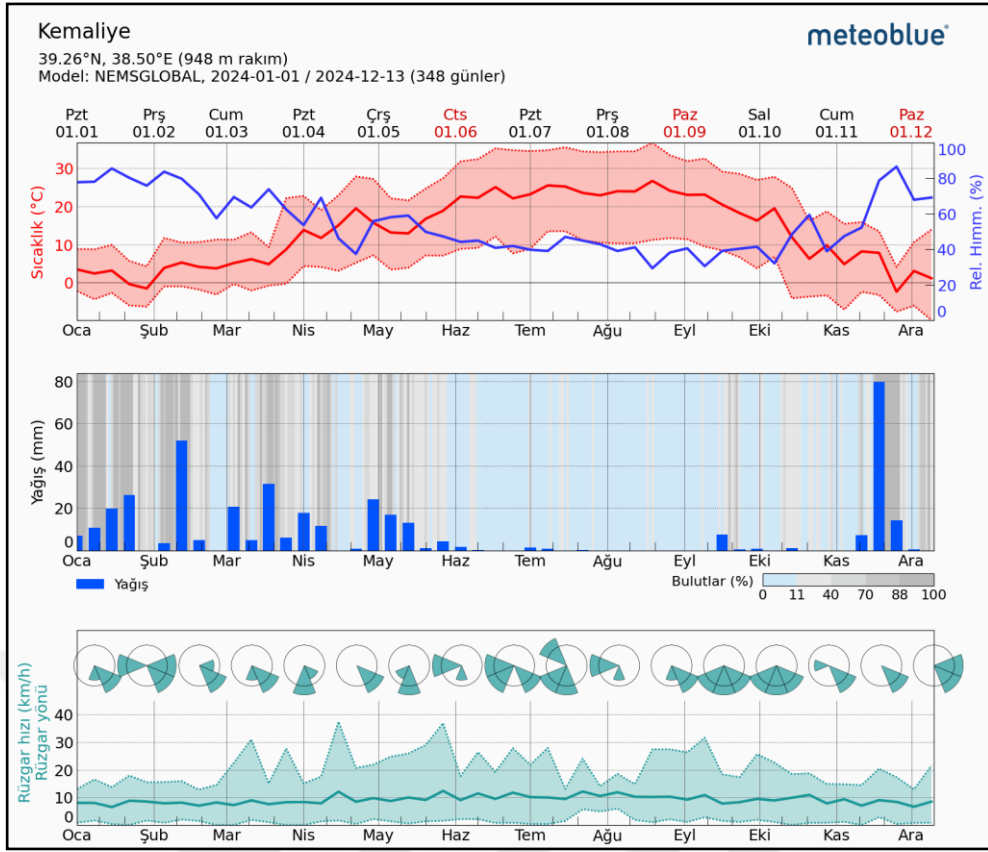 Kemaliye
meteoblue
39.26°N, 38.50°E (948 m rakım)
Model: NEMSGLOBAL, 2024-01-01 / 2024-12-13 (348 günler)
Pzt Prş Cum Pzt Çrş Cts Pzt Prş Paz Sal Cum Paz
01.01 01.02 01.03 01.04 01.05 01.06 01.07 01.08 01.09 01.10 01.11 01.12
Sıcaklık (°C)
30
20
10
0
100
80
60
40
20
0
Rel. Hımm. (%)
Oca Şub Mar Nis May Haz Tem Ağu Eyl Eki Kas Ara
Yağış (mm)
80
60
40
20
0
Oca Şub Mar Nis May Haz Tem Ağu Eyl Eki Kas Ara
Yağış
Bulutlar (%)
0 11 40 70 88 100
Rüzgar hızı (km/h)
Rüzgar yönü
40
30
20
10
0
Oca Şub Mar Nis May Haz Tem Ağu Eyl Eki Kas Ara